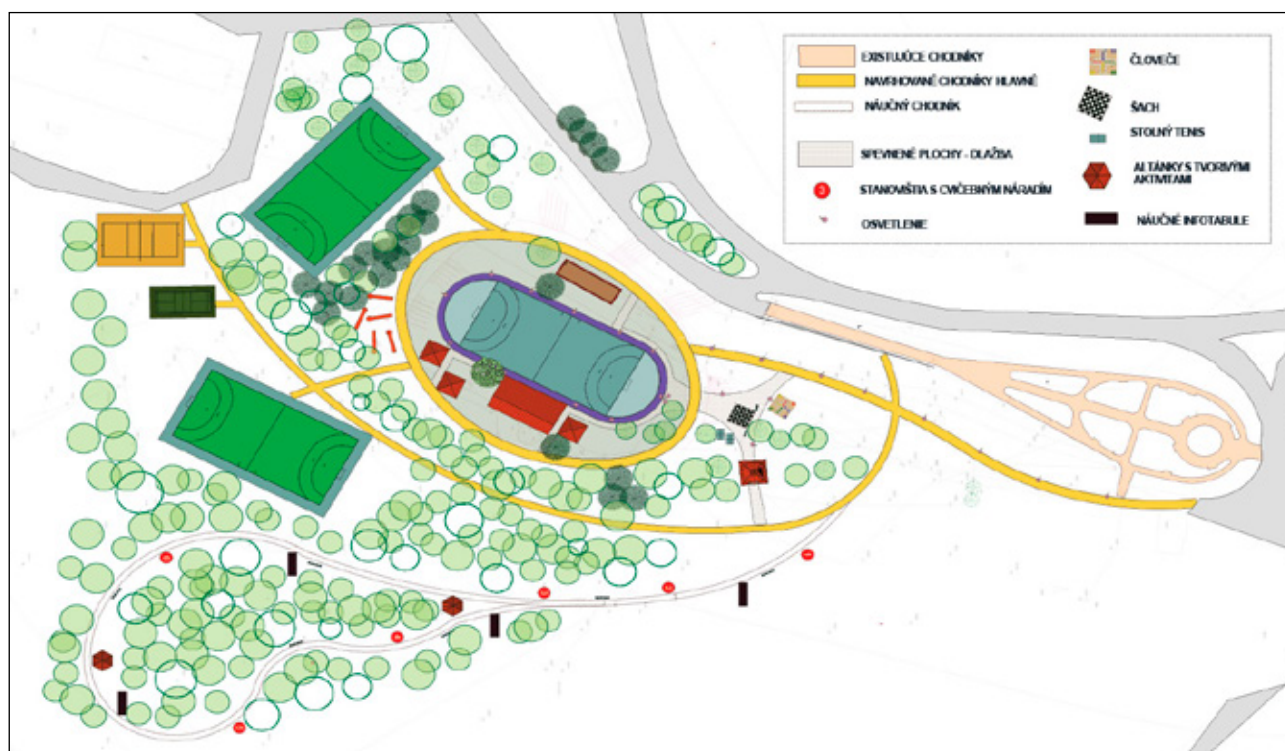 EXISTUJÚCE CHODNÍKY
NAVRHOVANÉ CHODNÍKY HLAVNÉ
NÁUČNÝ CHODNÍK
SPEVNENÉ PLOCHY - DLAŽBA
3 STANOVIŠTIA S CVIČEBNÝM NÁRADÍM
OSVETLENIE
ČLOVEČE
ŠACH
STOLNÝ TENIS
ALTÁNKY S TVORIVÝMI
AKTIVITAMI
NÁUČNÉ INFOTABULE